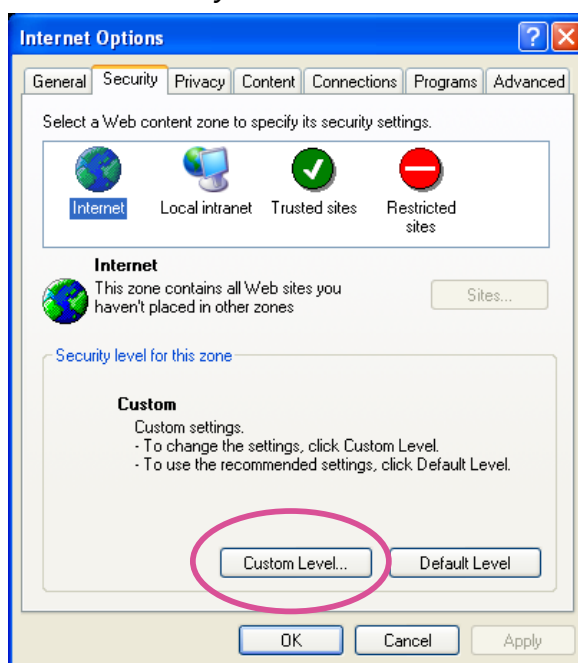 Internet Options
General Security Privacy Content Connections Programs Advanced
Select a Web content zone to specify its security settings.
Internet Local intranet Trusted sites Restricted sites
Internet
This zone contains all Web sites you
haven't placed in other zones
Sites...
Security level for this zone
Custom
Custom settings.
- To change the settings, click Custom Level.
- To use the recommended settings, click Default Level.
Custom Level... Default Level
OK Cancel Apply